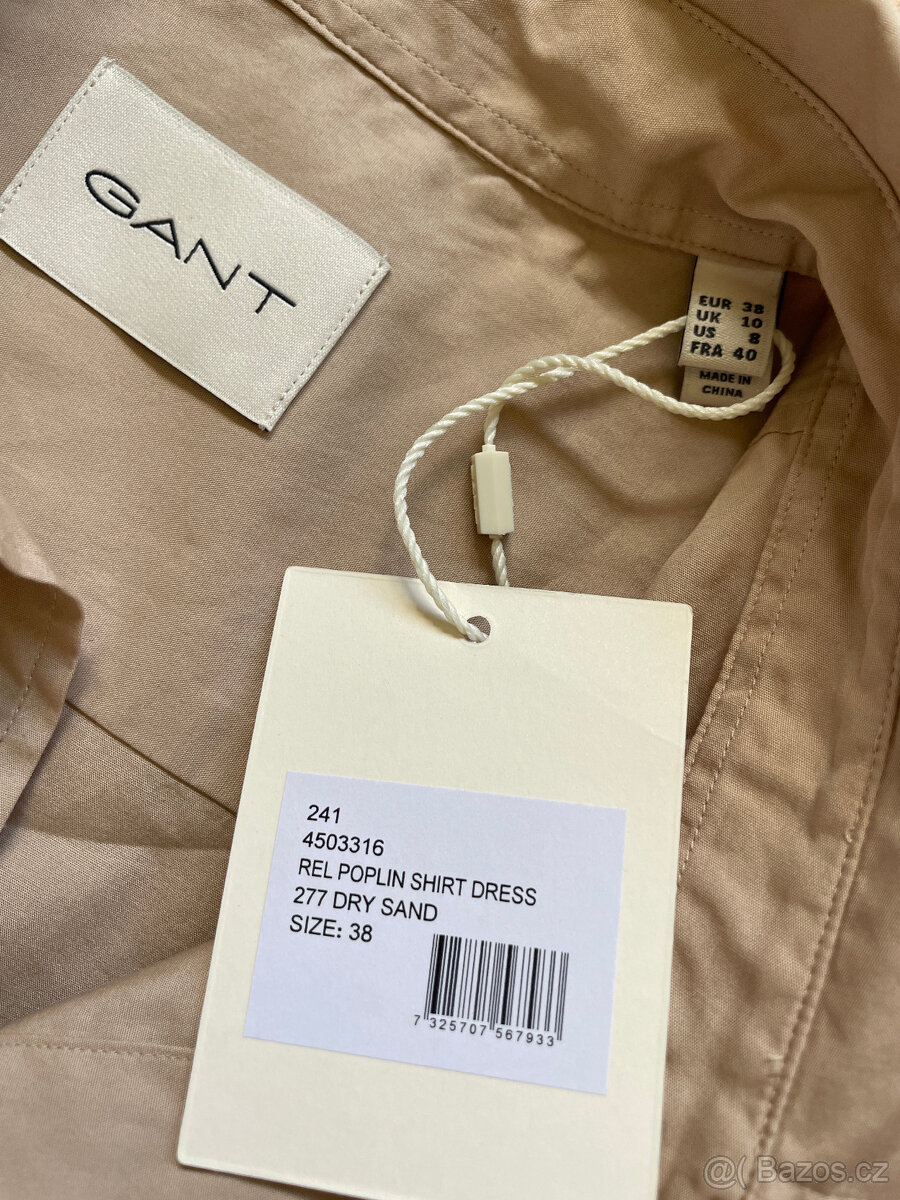 GANT
EUR 38
UK 10
US 8
FRA 40
MADE IN
CHINA
241
4503316
REL POPLIN SHIRT DRESS
277 DRY SAND
SIZE: 38
7 325707 567933
@( Bazos.cz